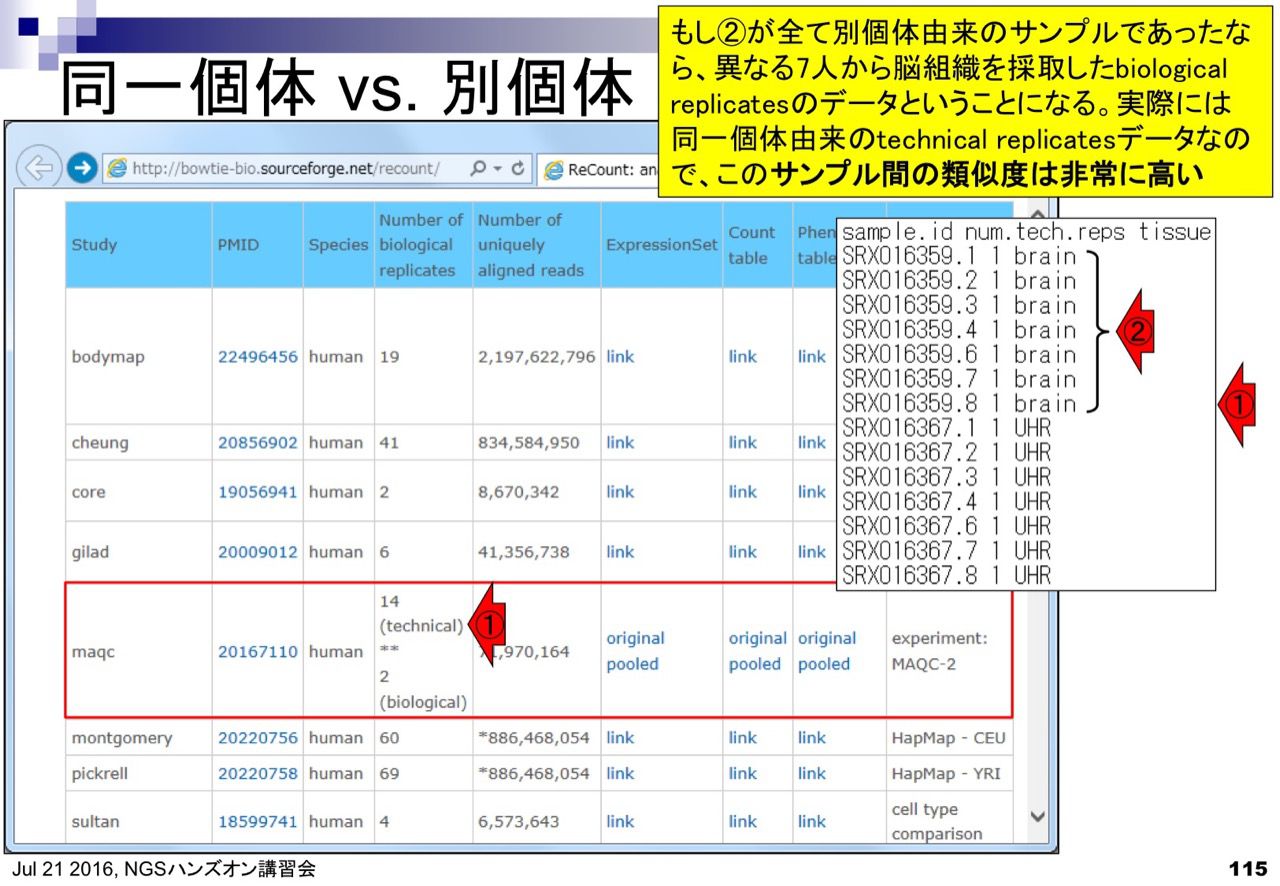 同一個体 vs. 別個体
もし②が全て別個体由来のサンプルであったな
ら、異なる7人から脳組織を採取したbiological
replicatesのデータということになる。実際には
同一個体由来のtechnical replicatesデータなの
で、このサンプル間の類似度は非常に高い
http://bowtie-bio.sourceforge.net/recount/
ReCount: an
Study PMID Species Number of biological replicates Number of uniquely aligned reads ExpressionSet Count table Phen table
bodymap 22496456 human 19 2,197,622,796 link link link
cheung 20856902 human 41 834,584,950 link link link
core 19056941 human 2 8,670,342 link link link
gilad 20009012 human 6 41,356,738 link link link
maqc 20167110 human 14 (technical) ** 2 (biological) ,970,164 original pooled original pooled original pooled experiment: MAQC-2
montgomery 20220756 human 60 *886,468,054 link link link HapMap - CEU
pickrell 20220758 human 69 *886,468,054 link link link HapMap - YRI
sultan 18599741 human 4 6,573,643 link link link cell type comparison
sample.id num.tech.reps tissue
SRX016359.1 1 brain
SRX016359.2 1 brain
SRX016359.3 1 brain
SRX016359.4 1 brain
SRX016359.6 1 brain
SRX016359.7 1 brain
SRX016359.8 1 brain
SRX016367.1 1 UHR
SRX016367.2 1 UHR
SRX016367.3 1 UHR
SRX016367.4 1 UHR
SRX016367.6 1 UHR
SRX016367.7 1 UHR
SRX016367.8 1 UHR
②
①
①
Jul 21 2016, NGSハンズオン講習会
115